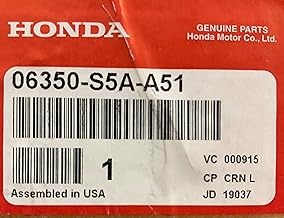 HONDA
GENUINE PARTS
Honda Motor Co., Ltd.
06350-S5A-A51
1
VC 000915
CP CRN L
Assembled in USA
JD 19037